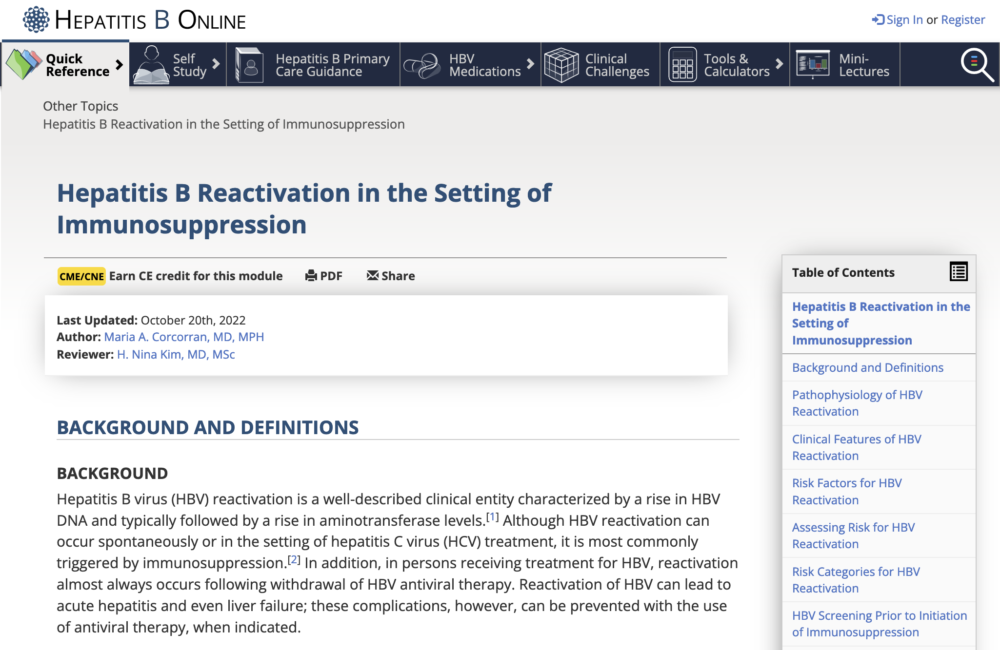 HEPATITIS B ONLINE
Sign In or Register
Quick
Reference
Self
Study
Hepatitis B Primary
Care Guidance
HBV
Medications
Clinical
Challenges
Tools &
Calculators
Mini-
Lectures
Other Topics
Hepatitis B Reactivation in the Setting of Immunosuppression
Hepatitis B Reactivation in the Setting of
Immunosuppression
CME/CNE Earn CE credit for this module PDF Share
Last Updated: October 20th, 2022
Author: Maria A. Corcorran, MD, MPH
Reviewer: H. Nina Kim, MD, MSc
BACKGROUND AND DEFINITIONS
BACKGROUND
Hepatitis B virus (HBV) reactivation is a well-described clinical entity characterized by a rise in HBV
DNA and typically followed by a rise in aminotransferase levels.[1] Although HBV reactivation can
occur spontaneously or in the setting of hepatitis C virus (HCV) treatment, it is most commonly
triggered by immunosuppression.[2] In addition, in persons receiving treatment for HBV, reactivation
almost always occurs following withdrawal of HBV antiviral therapy. Reactivation of HBV can lead to
acute hepatitis and even liver failure; these complications, however, can be prevented with the use
of antiviral therapy, when indicated.
Table of Contents
Hepatitis B Reactivation in the
Setting of
Immunosuppression
Background and Definitions
Pathophysiology of HBV
Reactivation
Clinical Features of HBV
Reactivation
Risk Factors for HBV
Reactivation
Assessing Risk for HBV
Reactivation
Risk Categories for HBV
Reactivation
HBV Screening Prior to Initiation
of Immunosuppression